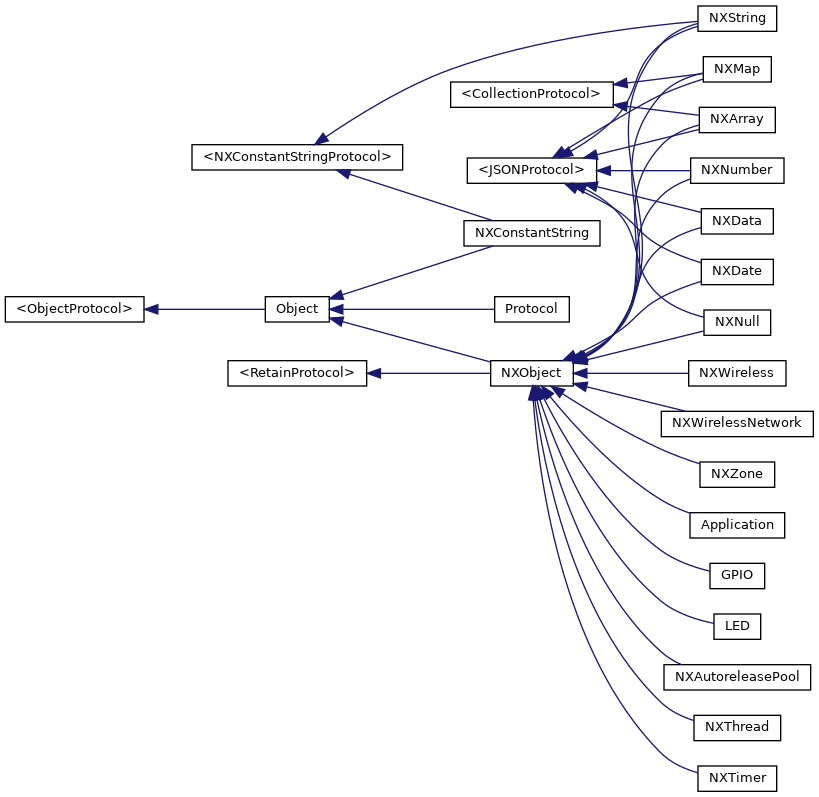 NXString
NXMap
<CollectionProtocol>
NXArray
<NXConstantStringProtocol>
<JSONProtocol>
NXNumber
NXData
NXConstantString
NXDate
<ObjectProtocol>
Object
Protocol
NXNull
<RetainProtocol>
NXObject
NXWireless
NXWirelessNetwork
NXZone
Application
GPIO
LED
NXAutoreleasePool
NXThread
NXTimer